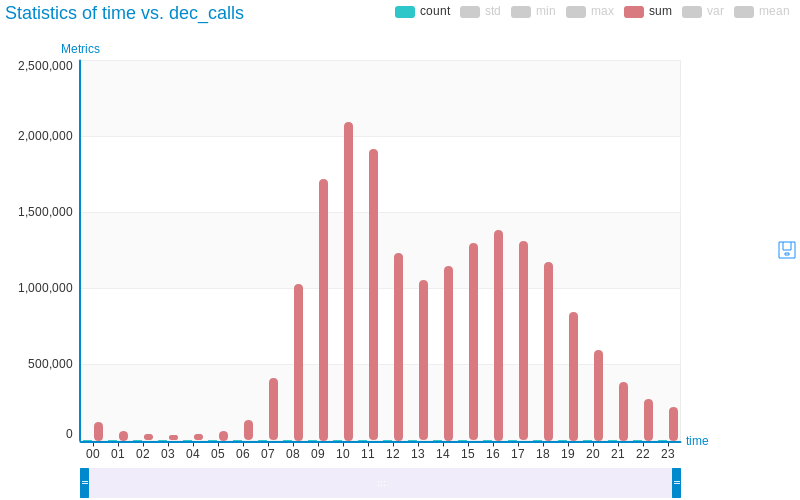 Statistics of time vs. dec_calls
count std min max sum var mean
Metrics
2,500,000
2,000,000
1,500,000
1,000,000
500,000
0
time
00 01 02 03 04 05 06 07 08 09 10 11 12 13 14 15 16 17 18 19 20 21 22 23